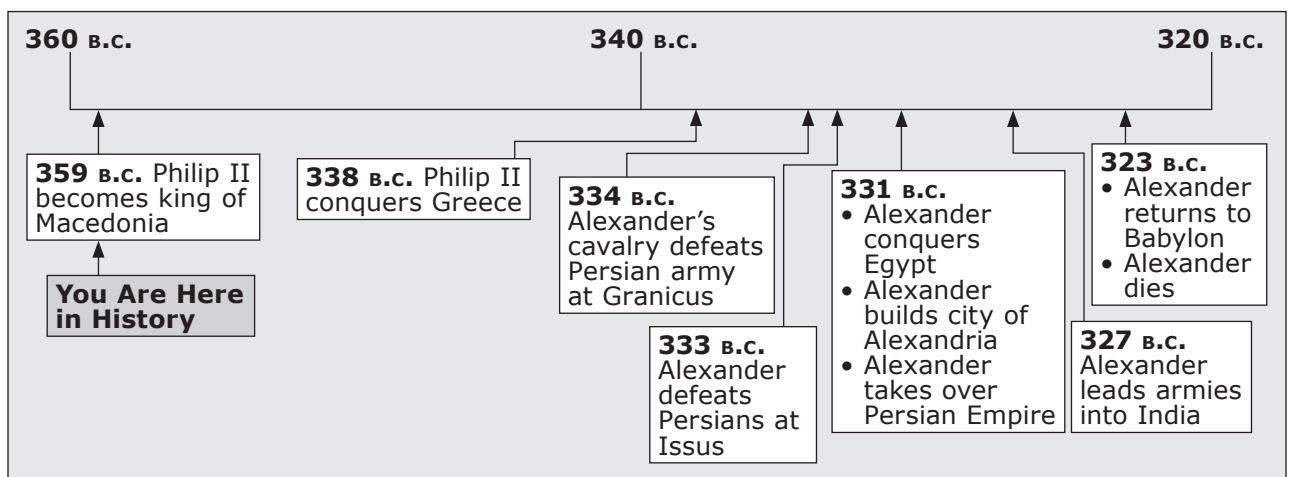 360 B.C.
340 B.C.
320 B.C.
359 B.C. Philip II
becomes king of
Macedonia
You Are Here
in History
338 B.C. Philip II
conquers Greece
334 B.C.
Alexander’s
cavalry defeats
Persian army
at Granicus
333 B.C.
Alexander
defeats
Persians at
Issus
331 B.C.
• Alexander
conquers
Egypt
• Alexander
builds city of
Alexandria
• Alexander
takes over
Persian Empire
327 B.C.
Alexander
leads armies
into India
323 B.C.
• Alexander
returns to
Babylon
• Alexander
dies